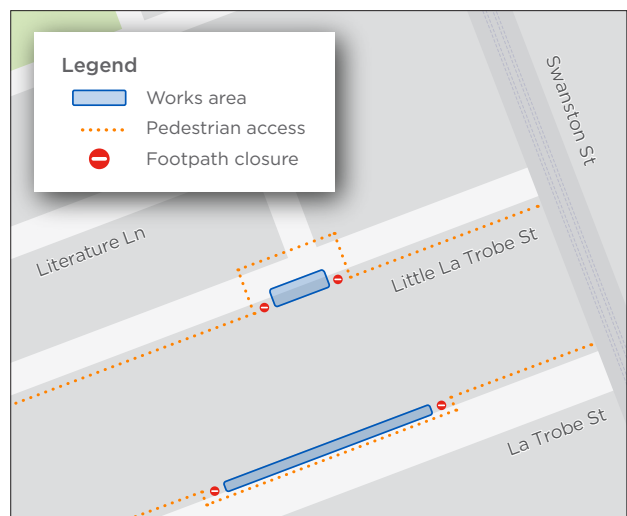 Legend
Works area
Pedestrian access
Footpath closure
Swanston St
Literature Ln
Little La Trobe St
La Trobe St